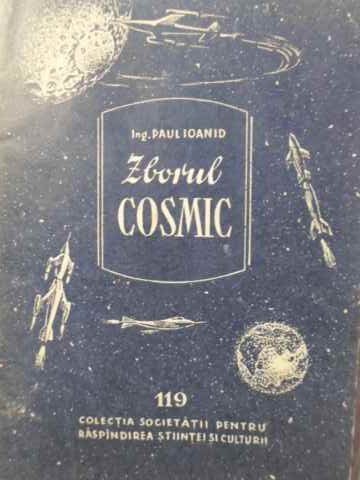 Ing. PAUL IOANID
Zborul
COSMIC
119
COLECȚIA SOCIETĂȚII PENTRU
RĂSPÎNDIREA ȘTIINȚEI ȘI CULTURII